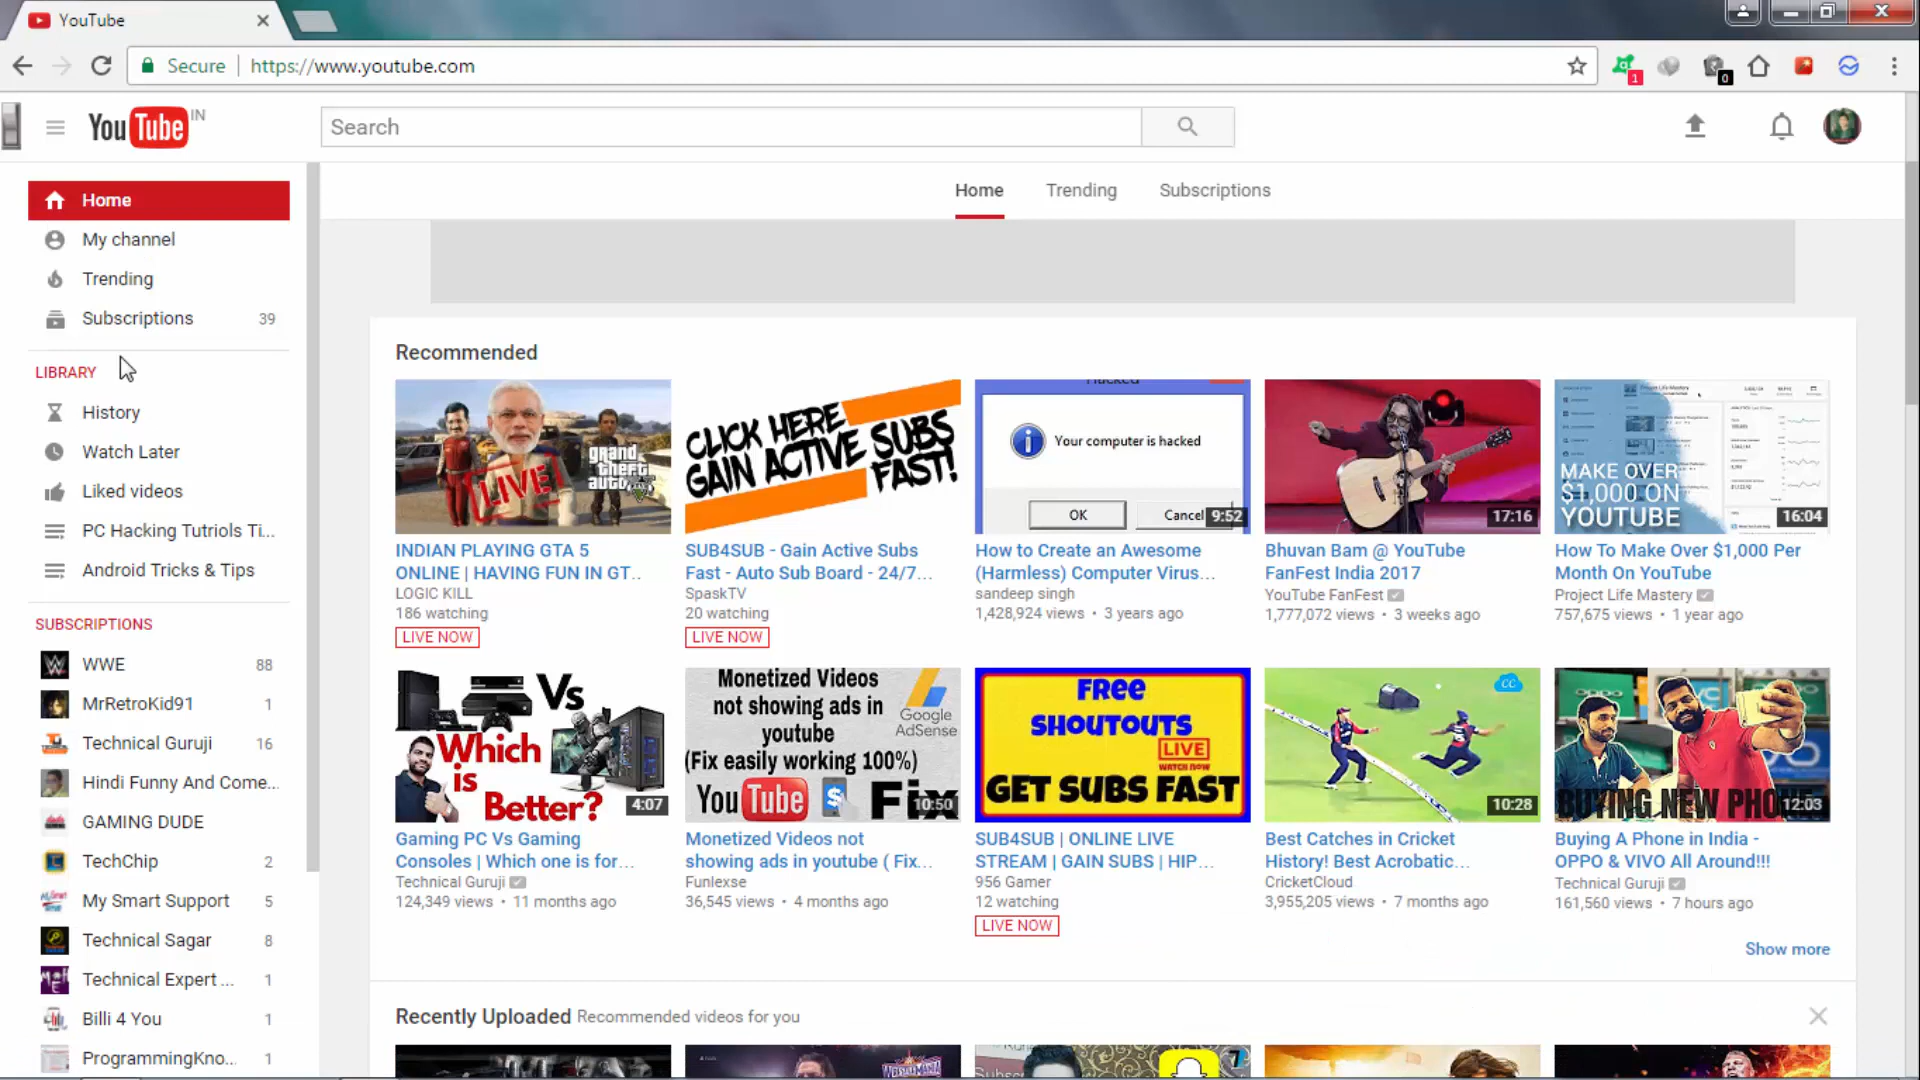 YouTube
Secure
https://www.youtube.com
1
0
YouTube IN
Search
Home
Trending
Subscriptions
Home
My channel
Trending
Subscriptions 39
LIBRARY
History
Watch Later
Liked videos
PC Hacking Tutriols Ti...
Android Tricks & Tips
SUBSCRIPTIONS
WWE 88
MrRetroKid91 1
Technical Guruji 16
Hindi Funny And Come...
GAMING DUDE
TechChip 2
My Smart Support 5
Technical Sagar 8
Technical Expert ... 1
Billi 4 You 1
ProgrammingKno... 1
Recommended
LIVE
grand
theft
auto
INDIAN PLAYING GTA 5
ONLINE | HAVING FUN IN GT..
LOGIC KILL
186 watching
LIVE NOW
CLICK HERE
GAIN ACTIVE SUBS
FAST!
SUB4SUB - Gain Active Subs
Fast - Auto Sub Board - 24/7...
SpaskTV
20 watching
LIVE NOW
Hacked
Your computer is hacked
OK
Cancel
9:52
How to Create an Awesome
(Harmless) Computer Virus...
sandeep singh
1,428,924 views • 3 years ago
17:16
Bhuvan Bam @ YouTube
FanFest India 2017
YouTube FanFest
1,777,072 views • 3 weeks ago
MAKE OVER
$1,000 ON
YOUTUBE
16:04
How To Make Over $1,000 Per
Month On YouTube
Project Life Mastery
757,675 views • 1 year ago
Vs
Which
is
Better?
4:07
Gaming PC Vs Gaming
Consoles | Which one is for...
Technical Guruji
124,349 views • 11 months ago
Monetized Videos
not showing ads in
youtube
(Fix easily working 100%)
Google
AdSense
YouTube $ Fix
10:50
Monetized Videos not
showing ads in youtube ( Fix...
Funlexse
36,545 views • 4 months ago
FREE
SHOUTOUTS
LIVE
WATCH NOW
GET SUBS FAST
SUB4SUB | ONLINE LIVE
STREAM | GAIN SUBS | HIP...
956 Gamer
12 watching
LIVE NOW
cc
10:28
Best Catches in Cricket
History! Best Acrobatic...
CricketCloud
3,955,205 views • 7 months ago
OPPO
BUYING NEW PHONE
12:03
Buying A Phone in India -
OPPO & VIVO All Around!!!
Technical Guruji
161,560 views • 7 hours ago
Show more
Recently Uploaded Recommended videos for you
WRESTLEMANIA
7